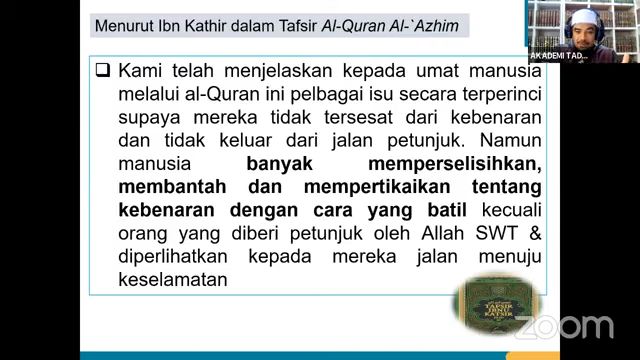 Menurut Ibn Kathir dalam Tafsir Al-Quran Al-`Azhim
AKADEMI TAD...
❑ Kami telah menjelaskan kepada umat manusia
melalui al-Quran ini pelbagai isu secara terperinci
supaya mereka tidak tersesat dari kebenaran
dan tidak keluar dari jalan petunjuk. Namun
manusia banyak memperselisihkan,
membantah dan mempertikaikan tentang
kebenaran dengan cara yang batil kecuali
orang yang diberi petunjuk oleh Allah SWT &
diperlihatkan kepada mereka jalan menuju
keselamatan
TAFSIR
IBNU
KATSIR
zoom